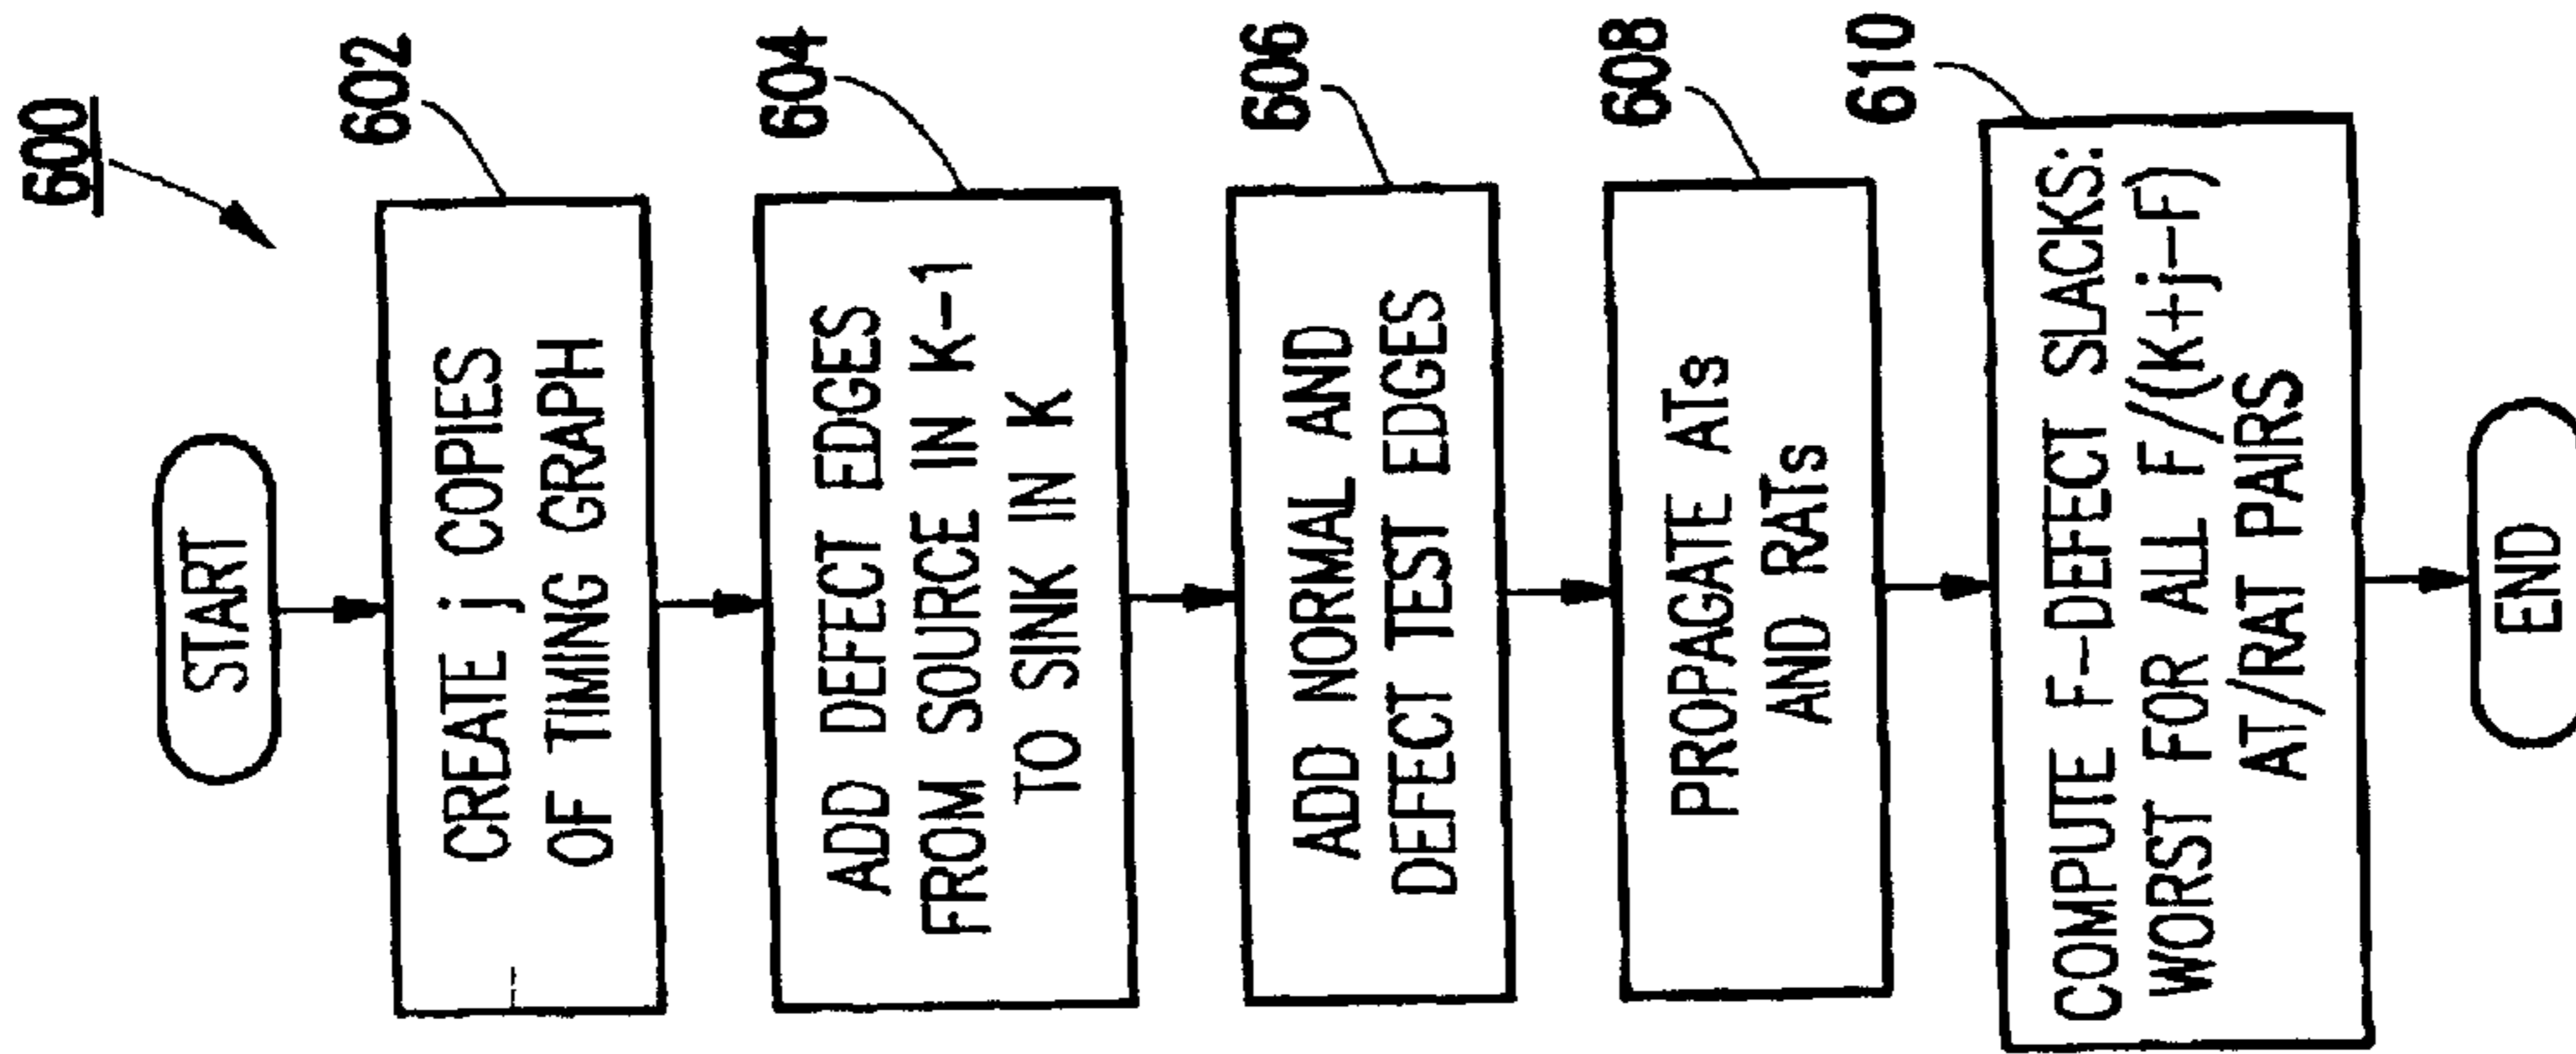 600
START
602
CREATE j COPIES
OF TIMING GRAPH
604
ADD DEFECT EDGES
FROM SOURCE IN K-1
TO SINK IN K
606
ADD NORMAL AND
DEFECT TEST EDGES
608
PROPAGATE ATs
AND RATs
610
COMPUTE F-DEFECT SLACKS:
WORST FOR ALL F/(K+j-F)
AT/RAT PAIRS
END